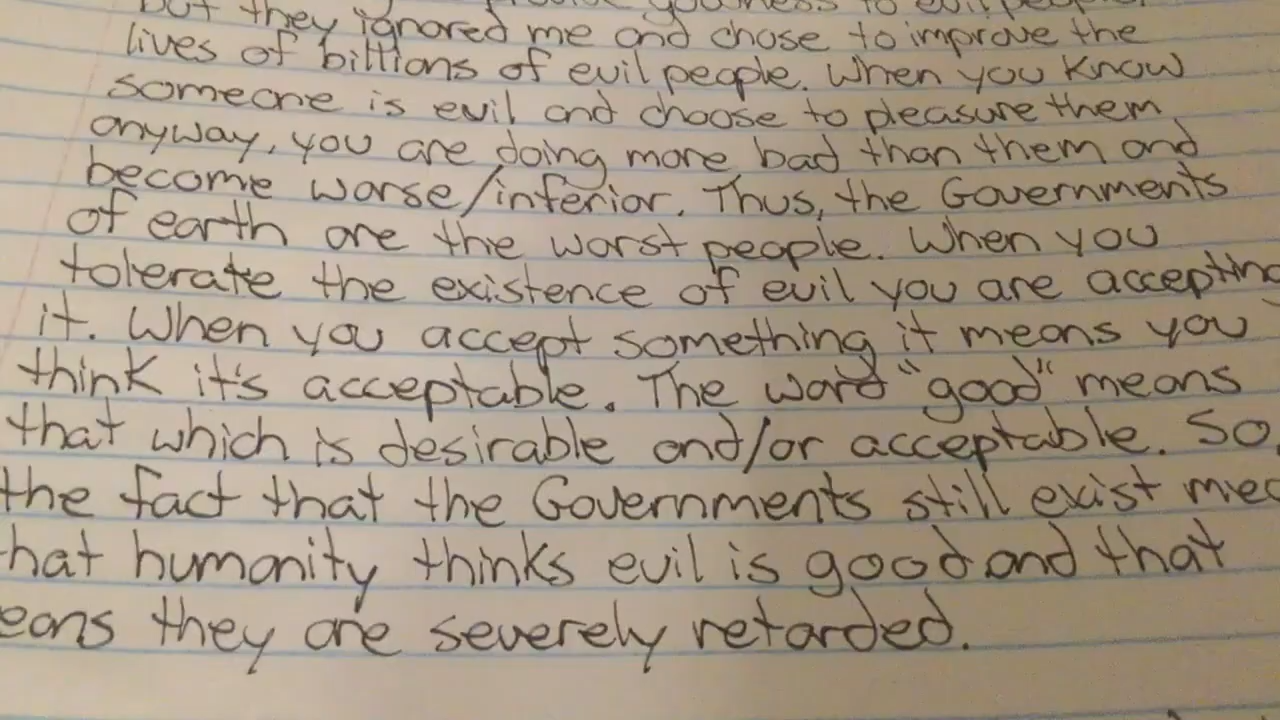 but they ignored me and chose to improve the
lives of billions of evil people. When you know
someone is evil and choose to pleasure them
anyway, you are doing more bad than them and
become worse/inferior. Thus, the Governments
of earth are the worst people. When you
tolerate the existence of evil you are accepting
it. When you accept something it means you
think it's acceptable. The word "good" means
that which is desirable and/or acceptable. So,
the fact that the Governments still exist mea
hat humanity thinks evil is good and that
eans they are severely retarded.